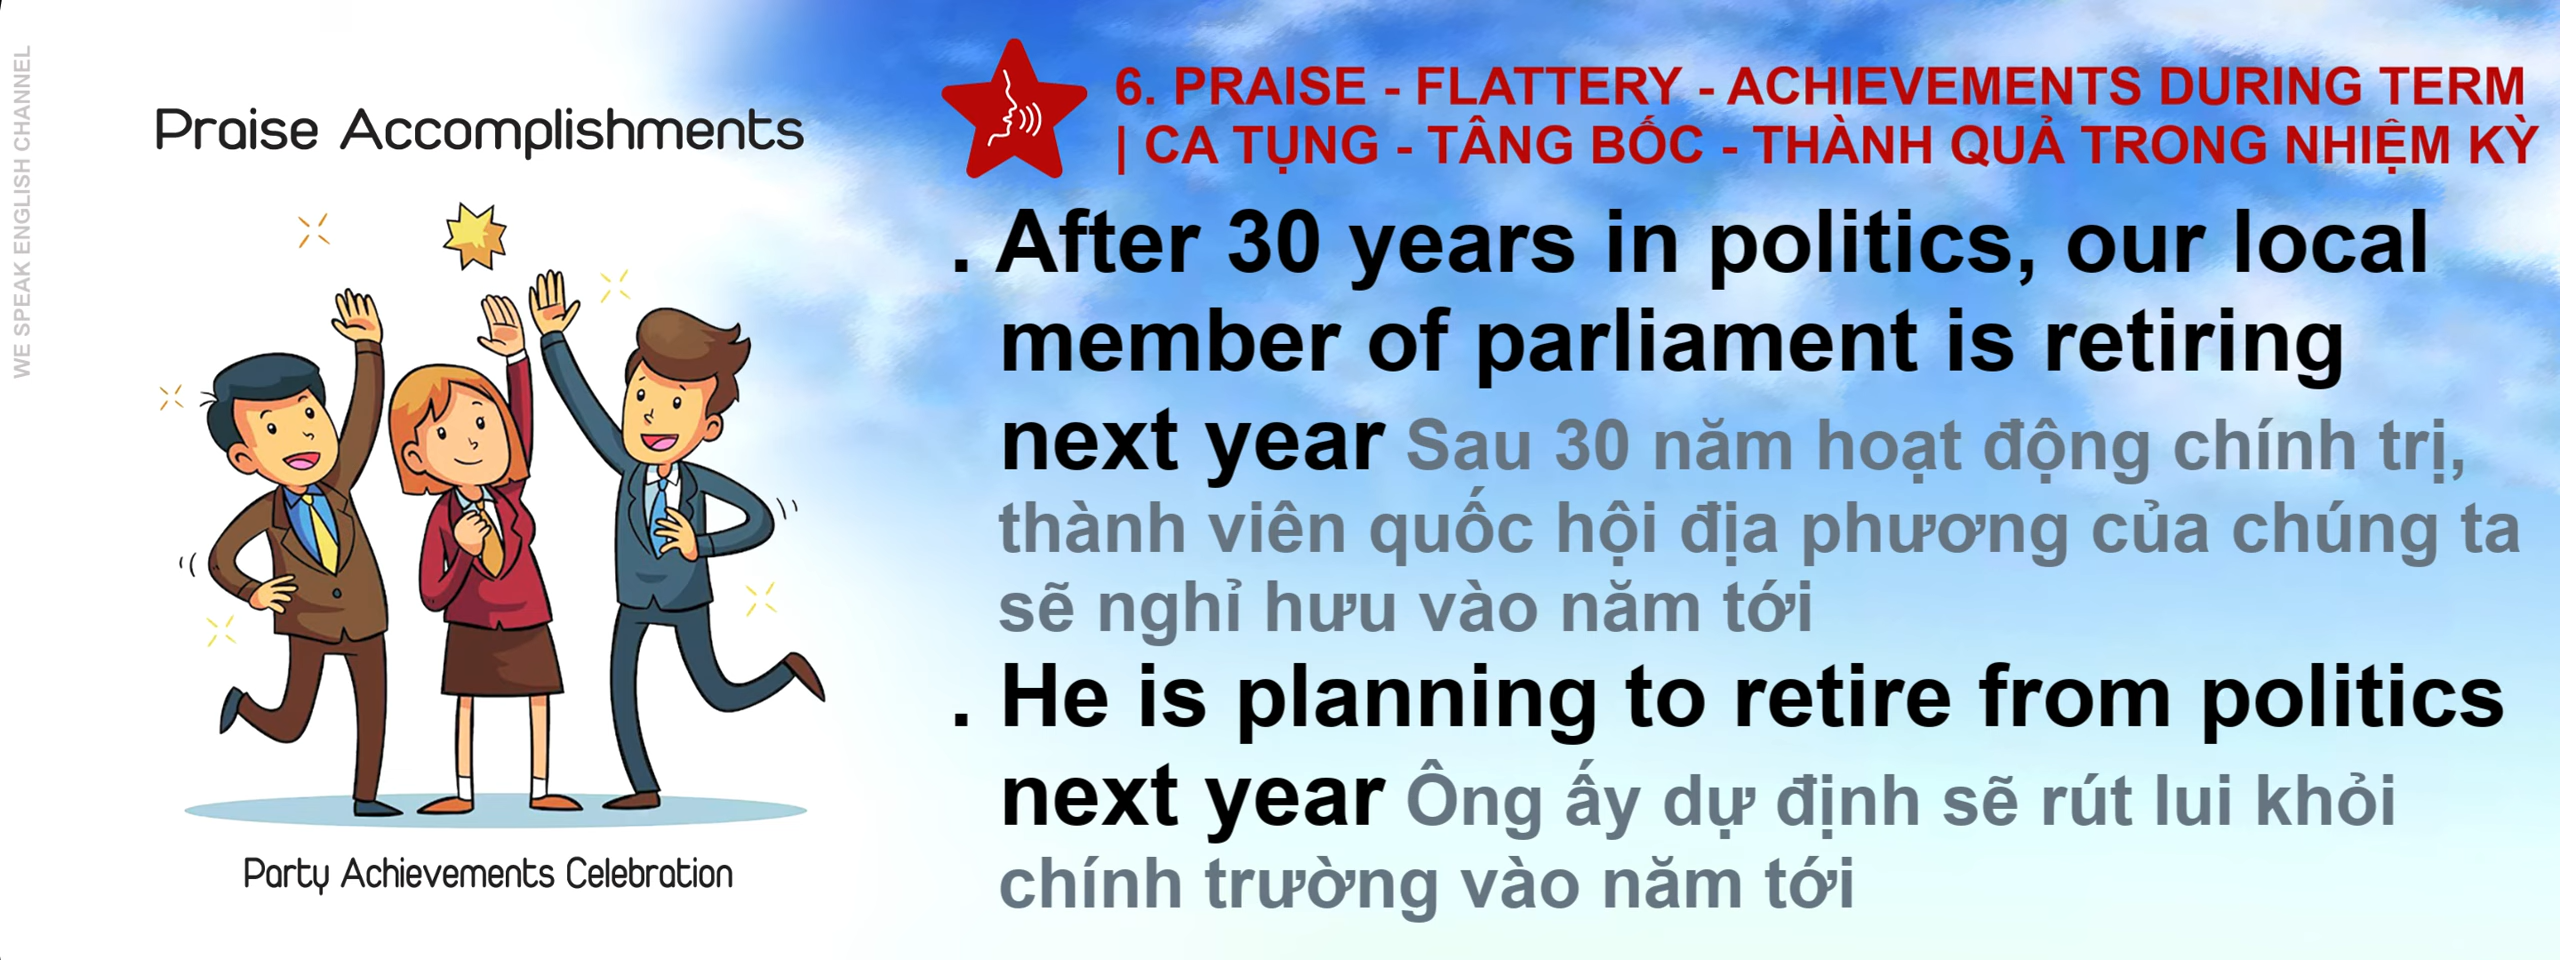 WE SPEAK ENGLISH CHANNEL
Praise Accomplishments
Party Achievements Celebration
6. PRAISE - FLATTERY - ACHIEVEMENTS DURING TERM
| CA TỤNG - TÂNG BỐC - THÀNH QUẢ TRONG NHIỆM KỲ
. After 30 years in politics, our local
member of parliament is retiring
next year Sau 30 năm hoạt động chính trị,
thành viên quốc hội địa phương của chúng ta
sẽ nghỉ hưu vào năm tới
. He is planning to retire from politics
next year Ông ấy dự định sẽ rút lui khỏi
chính trường vào năm tới